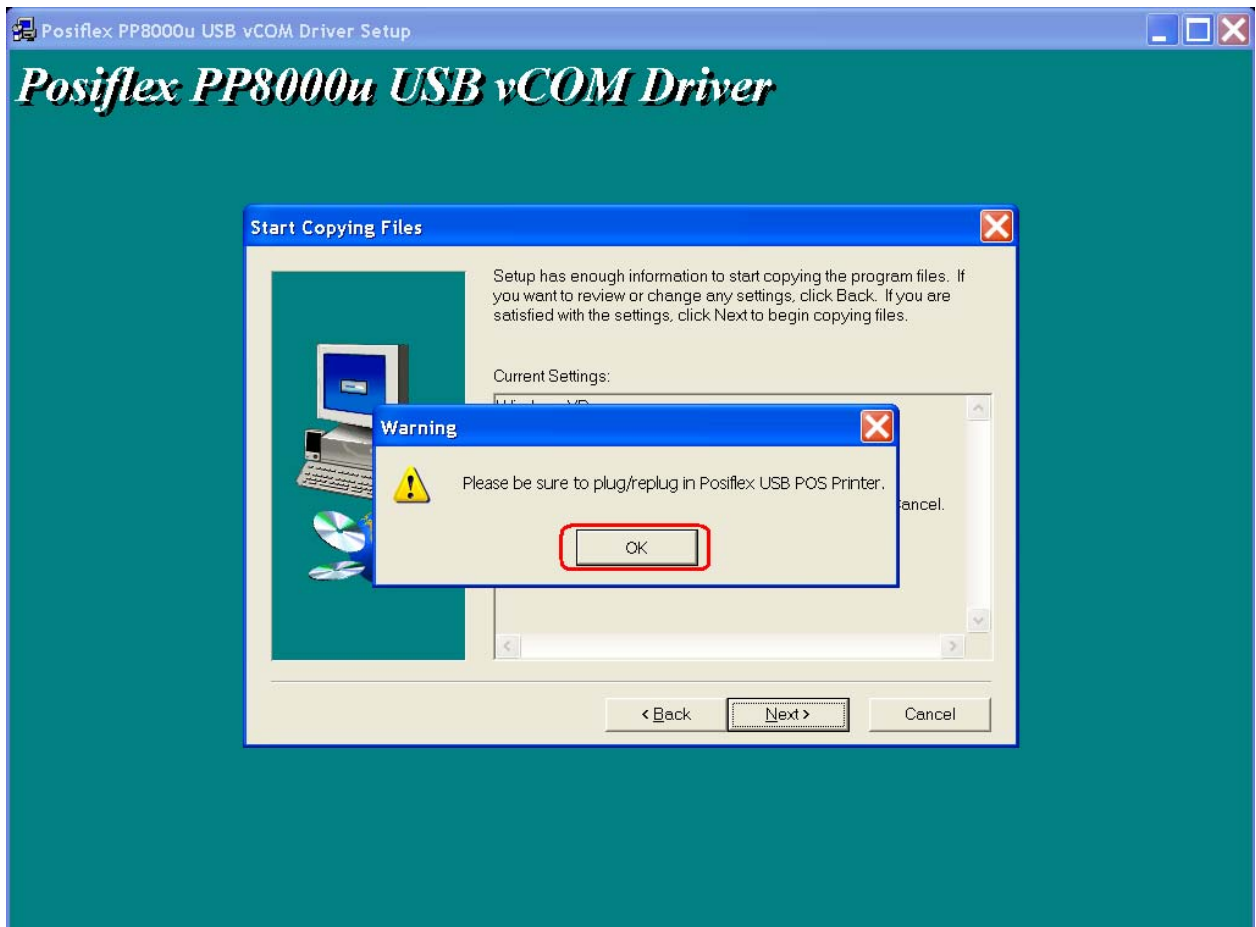 Posiflex PP8000u USB vCOM Driver Setup
Posiflex PP8000u USB vCOM Driver
Start Copying Files
Setup has enough information to start copying the program files. If
you want to review or change any settings, click Back. If you are
satisfied with the settings, click Next to begin copying files.
Current Settings:
Warning
Please be sure to plug/replug in Posiflex USB POS Printer.
Cancel.
OK
< Back
Next >
Cancel